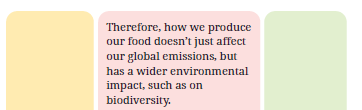 Therefore, how we produce
our food doesn't just affect
our global emissions, but
has a wider environmental
impact, such as on
biodiversity.